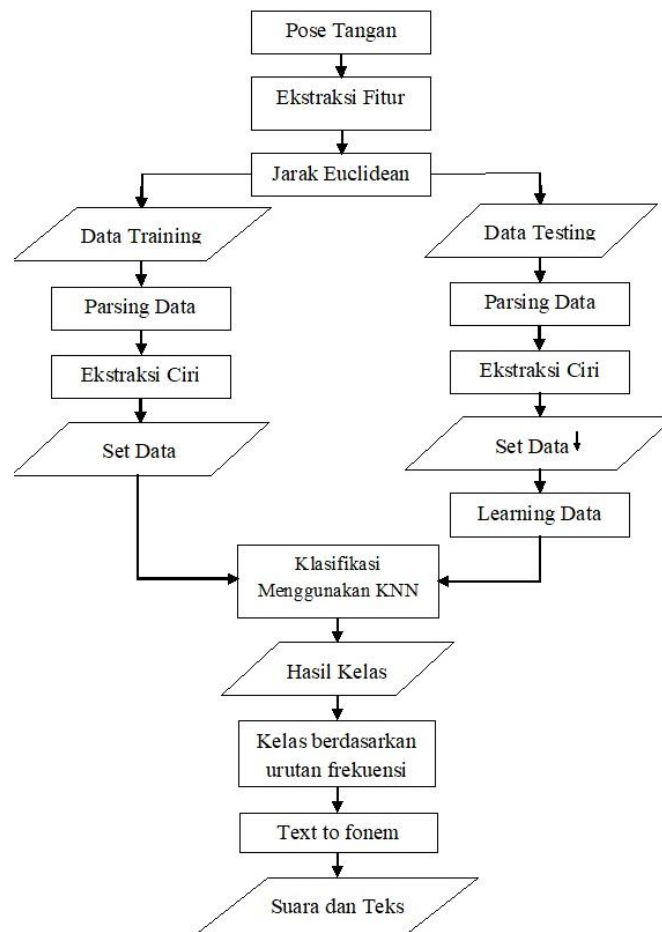 Pose Tangan
Ekstraksi Fitur
Jarak Euclidean
Data Training
Parsing Data
Ekstraksi Ciri
Set Data
Data Testing
Parsing Data
Ekstraksi Ciri
Set Data
Learning Data
Klasifikasi
Menggunakan KNN
Hasil Kelas
Kelas berdasarkan
urutan frekuensi
Text to fonem
Suara dan Teks